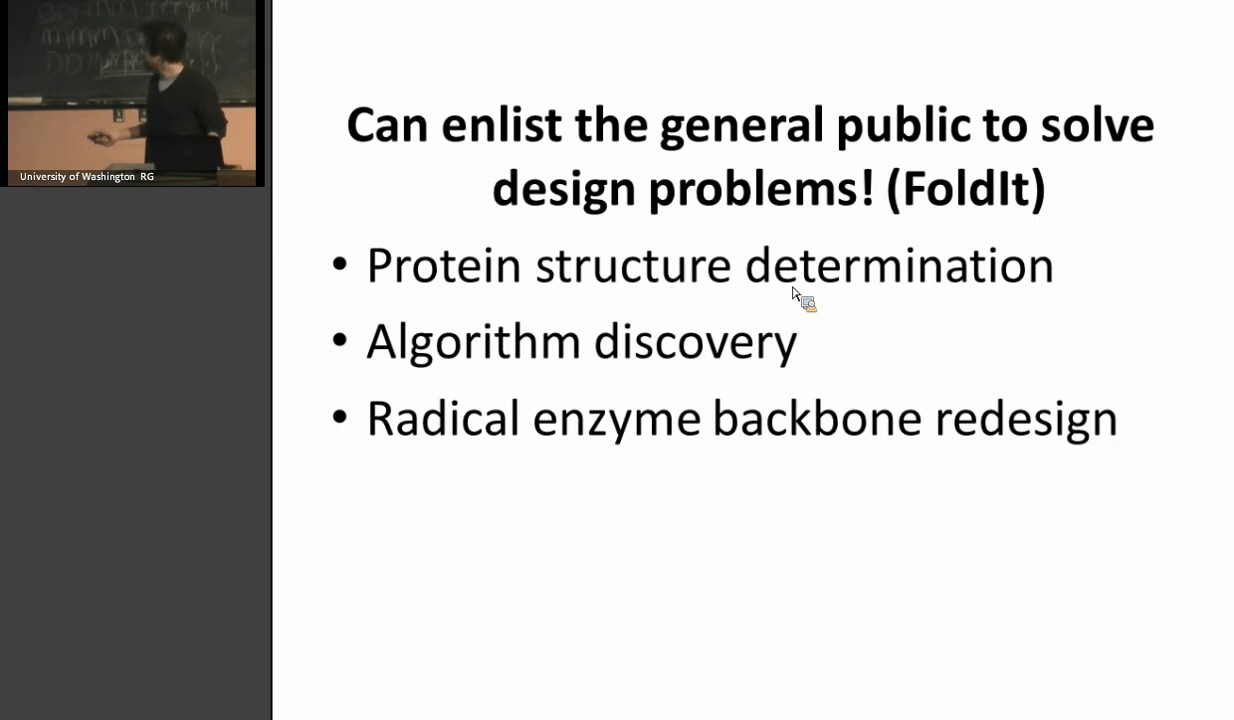 University of Washington RG
Can enlist the general public to solve
design problems! (FoldIt)
• Protein structure determination
• Algorithm discovery
• Radical enzyme backbone redesign